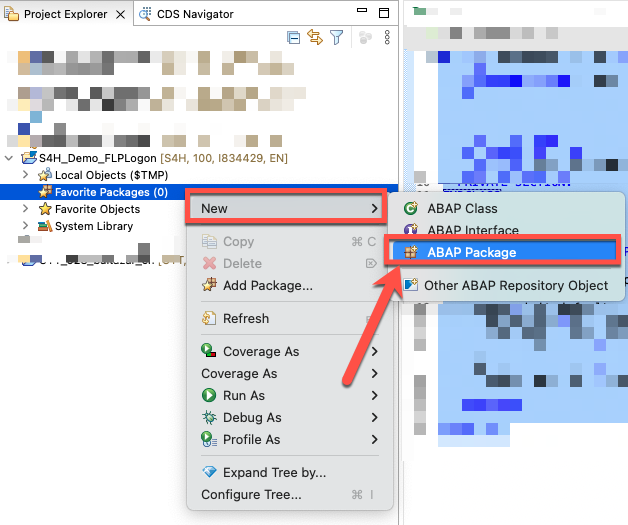 Project Explorer
CDS Navigator
S4H_Demo_FLPLogon [S4H, 100, I834429, EN]
Local Objects ($TMP)
Favorite Packages (0)
Favorite Objects
System Library
New
Copy ⌘ C
Delete ⌦
Add Package...
Refresh
Coverage As
Coverage As
Run As
Debug As
Profile As
Expand Tree by...
Configure Tree... ⌘ I
ABAP Class
ABAP Interface
ABAP Package
Other ABAP Repository Object